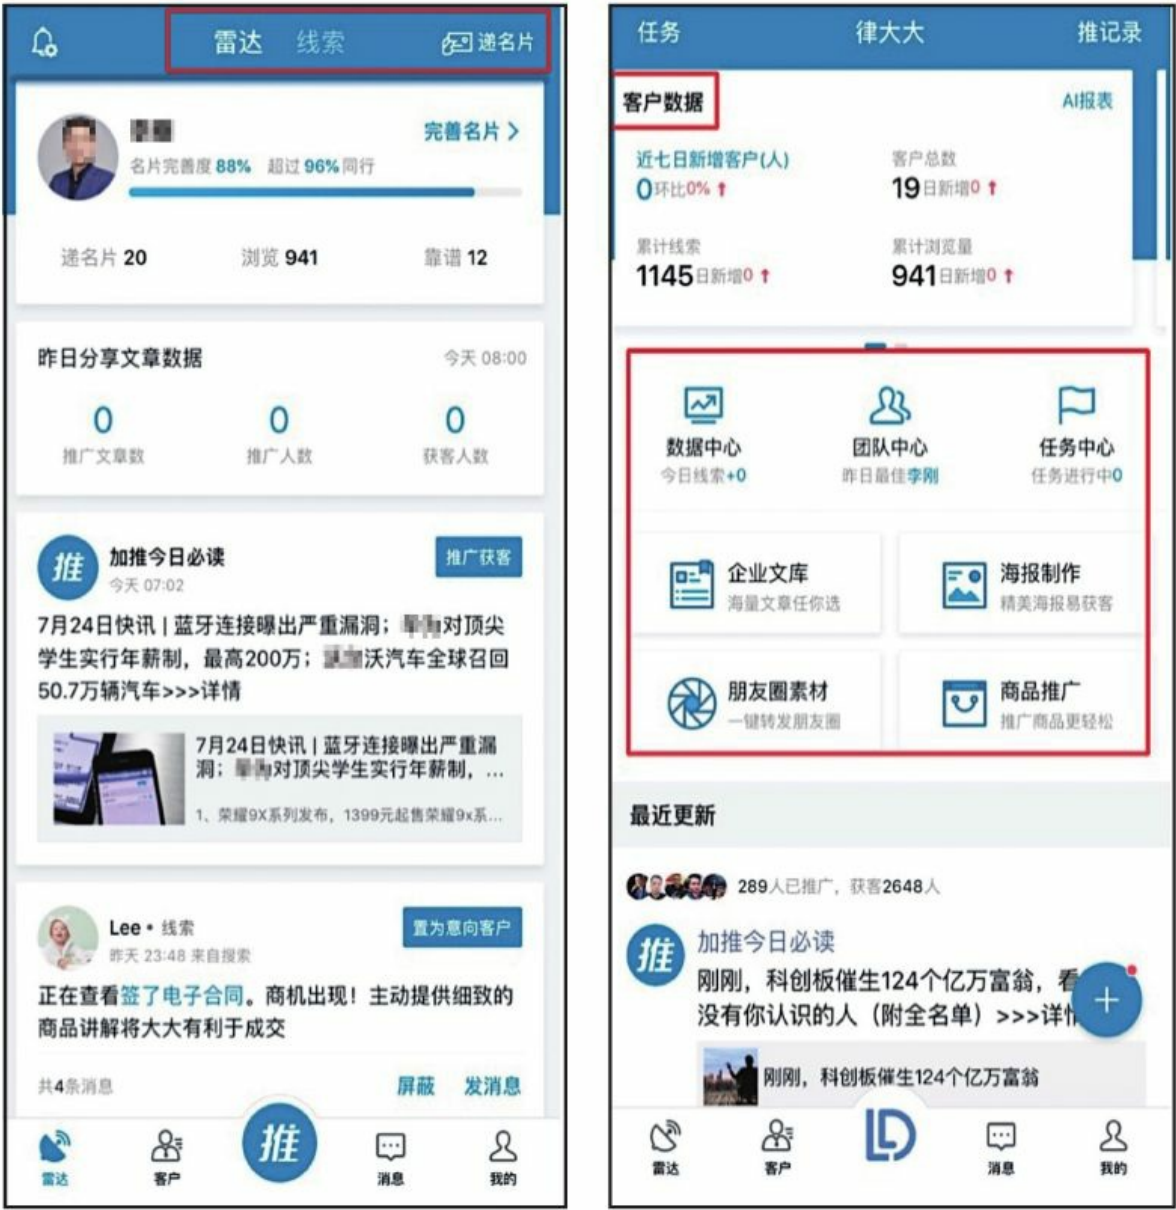 雷达 线索 递名片
完善名片 >
名片完善度 88% 超过 96% 同行
递名片 20 浏览 941 靠谱 12
昨日分享文章数据 今天 08:00
0 0 0
推广文章数 推广人数 获客人数
推 加推今日必读 推广获客
今天 07:02
7月24日快讯 | 蓝牙连接曝出严重漏洞; 对顶尖
学生实行年薪制, 最高200万; 沃汽车全球召回
50.7万辆汽车>>>详情
7月24日快讯 | 蓝牙连接曝出严重漏
洞; 对顶尖学生实行年薪制, ...
1、荣耀9X系列发布, 1399元起售荣耀9x系...
Lee • 线索 置为意向客户
昨天 23:48 来自搜索
正在查看签了电子合同。商机出现! 主动提供细致的
商品讲解将大大有利于成交
共4条消息 屏蔽 发消息
推
雷达 客户 消息 我的
任务 律大大 推记录
客户数据 AI报表
近七日新增客户(人) 客户总数
0 环比0% ↑ 19 日新增0 ↑
累计线索 累计浏览量
1145 日新增0 ↑ 941 日新增0 ↑
数据中心 团队中心 任务中心
今日线索+0 昨日最佳李刚 任务进行中0
企业文库 海报制作
海量文章任你选 精美海报易获客
朋友圈素材 商品推广
一键转发朋友圈 推广商品更轻松
最近更新
289人已推广, 获客2648人
推 加推今日必读
刚刚, 科创板催生124个亿万富翁, 看
没有你认识的人 (附全名单) >>>详情
刚刚, 科创板催生124个亿万富翁
雷达 客户 消息 我的